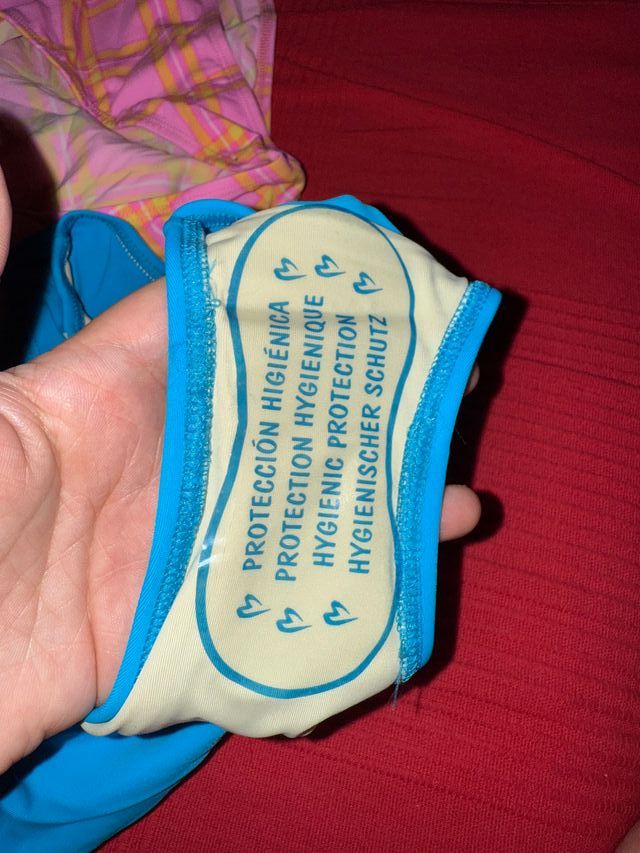 PROTECCIÓN HIGIÉNICA
PROTECTION HYGIENIQUE
HYGIENIC PROTECTION
HYGIENISCHER SCHUTZ